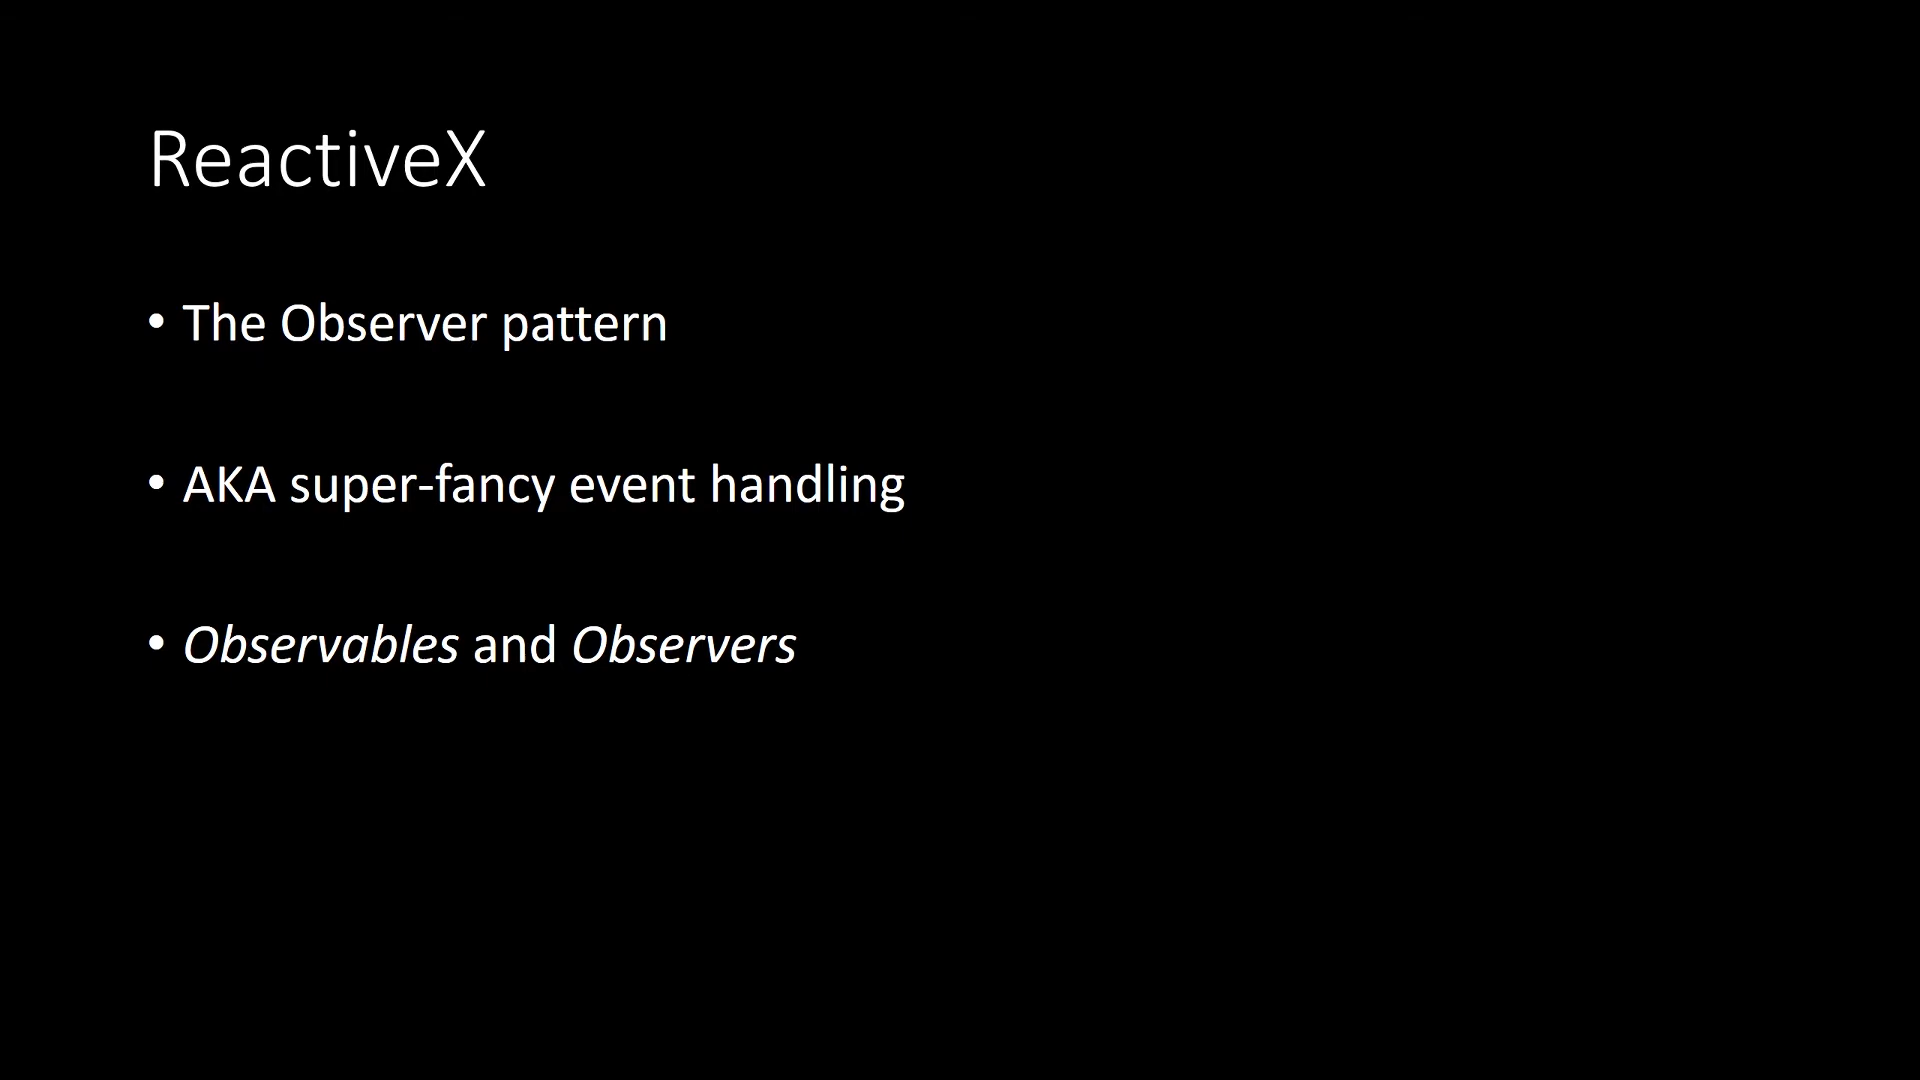 ReactiveX
• The Observer pattern
• AKA super-fancy event handling
• Observables and Observers